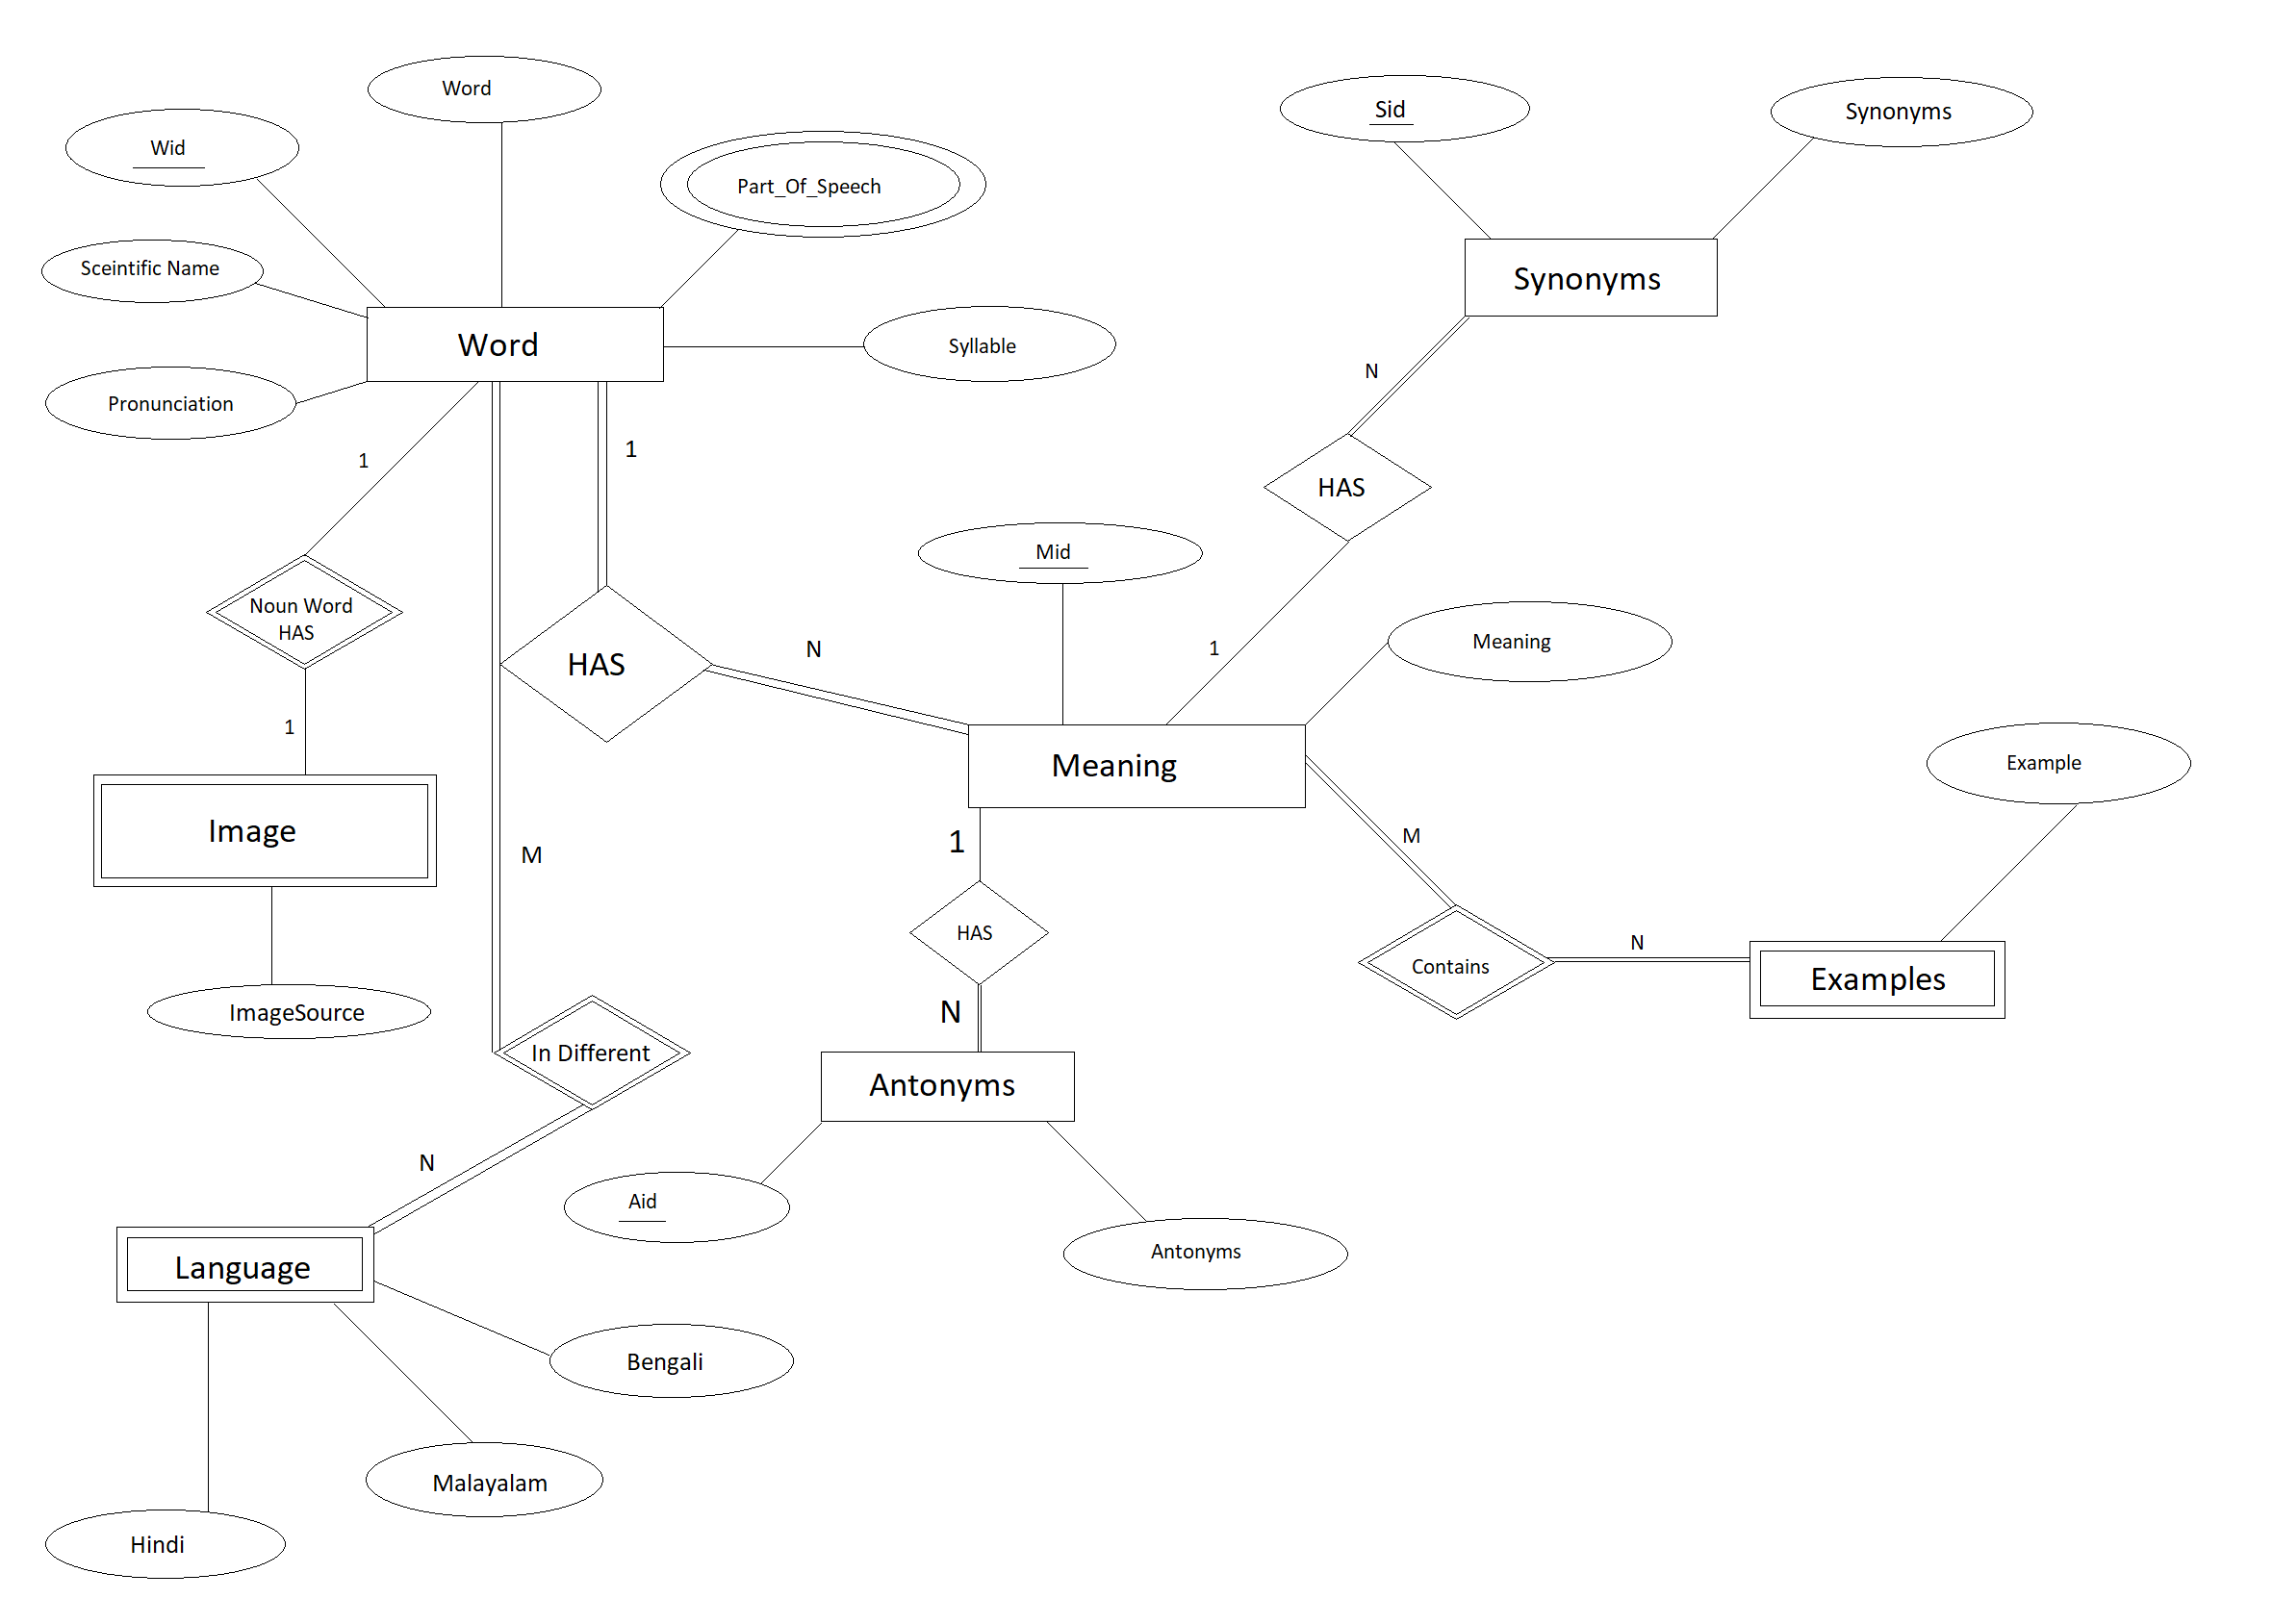 Word
Sid
Synonyms
Wid
Part_Of_Speech
Sceintific Name
Synonyms
Word
Syllable
N
Pronunciation
1
1
HAS
Mid
Noun Word
HAS
Meaning
HAS
N
1
1
Meaning
Example
Image
1
M
M
HAS
N
Contains
Examples
ImageSource
N
In Different
Antonyms
N
Aid
Antonyms
Language
Bengali
Malayalam
Hindi